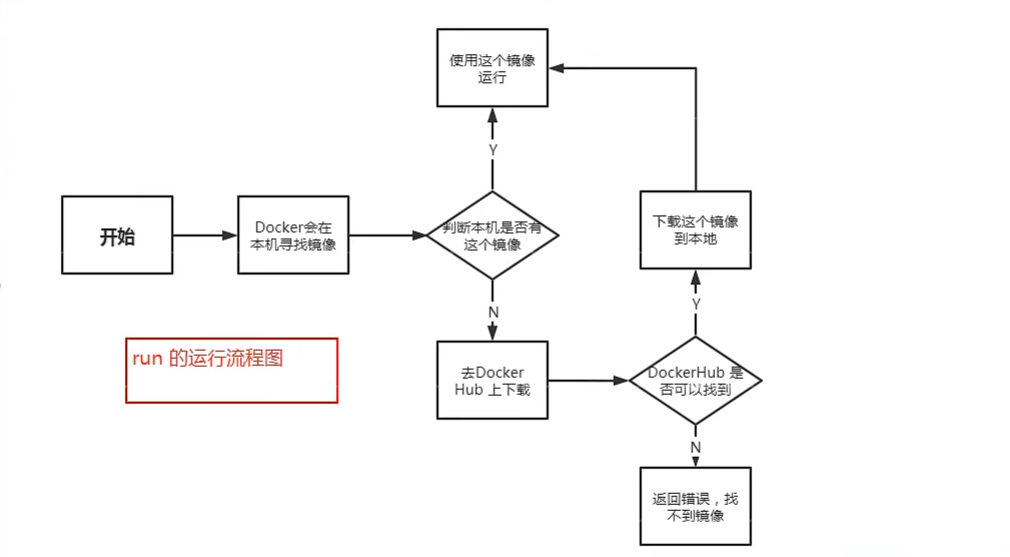 使用这个镜像
运行
Y
开始
Docker会在
本机寻找镜像
判断本机是否有
这个镜像
下载这个镜像
到本地
N
Y
run 的运行流程图
去Docker
Hub 上下载
DockerHub 是
否可以找到
N
返回错误，找
不到镜像